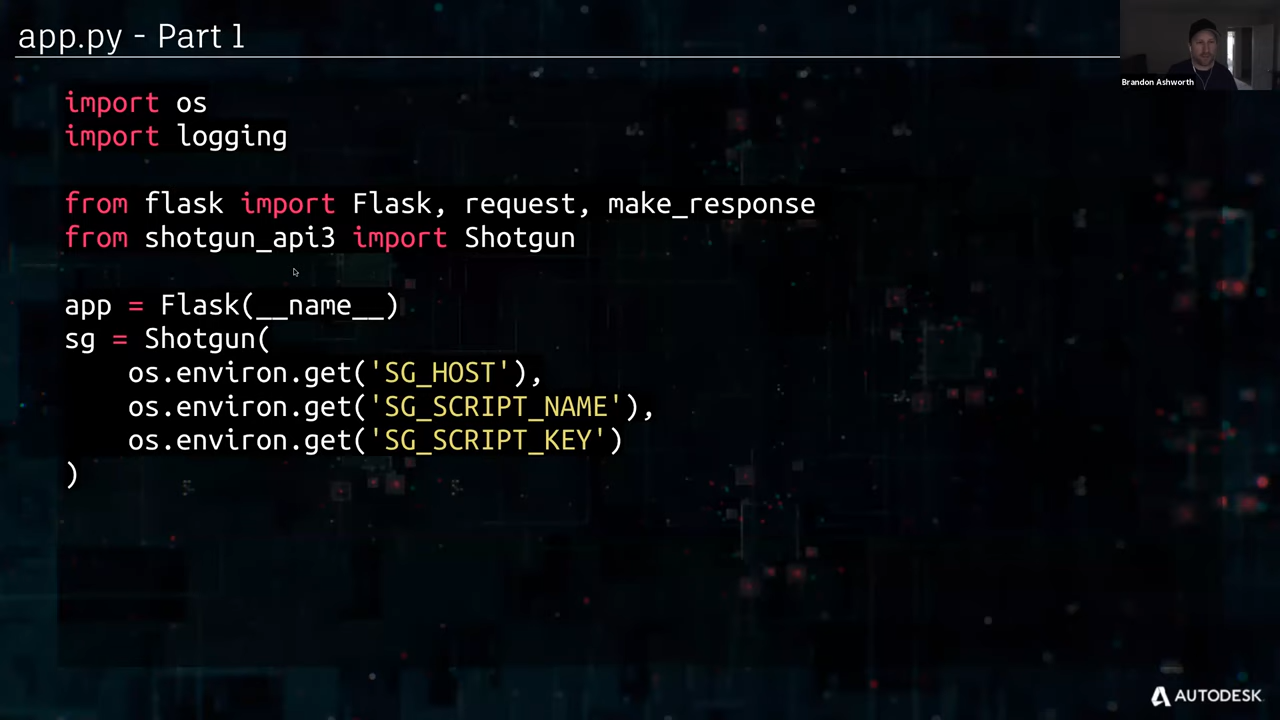 app.py - Part 1
Brandon Ashworth
import os
import logging
from flask import Flask, request, make_response
from shotgun_api3 import Shotgun
app = Flask(__name__)
sg = Shotgun(
    os.environ.get('SG_HOST'),
    os.environ.get('SG_SCRIPT_NAME'),
    os.environ.get('SG_SCRIPT_KEY')
)
AUTODESK